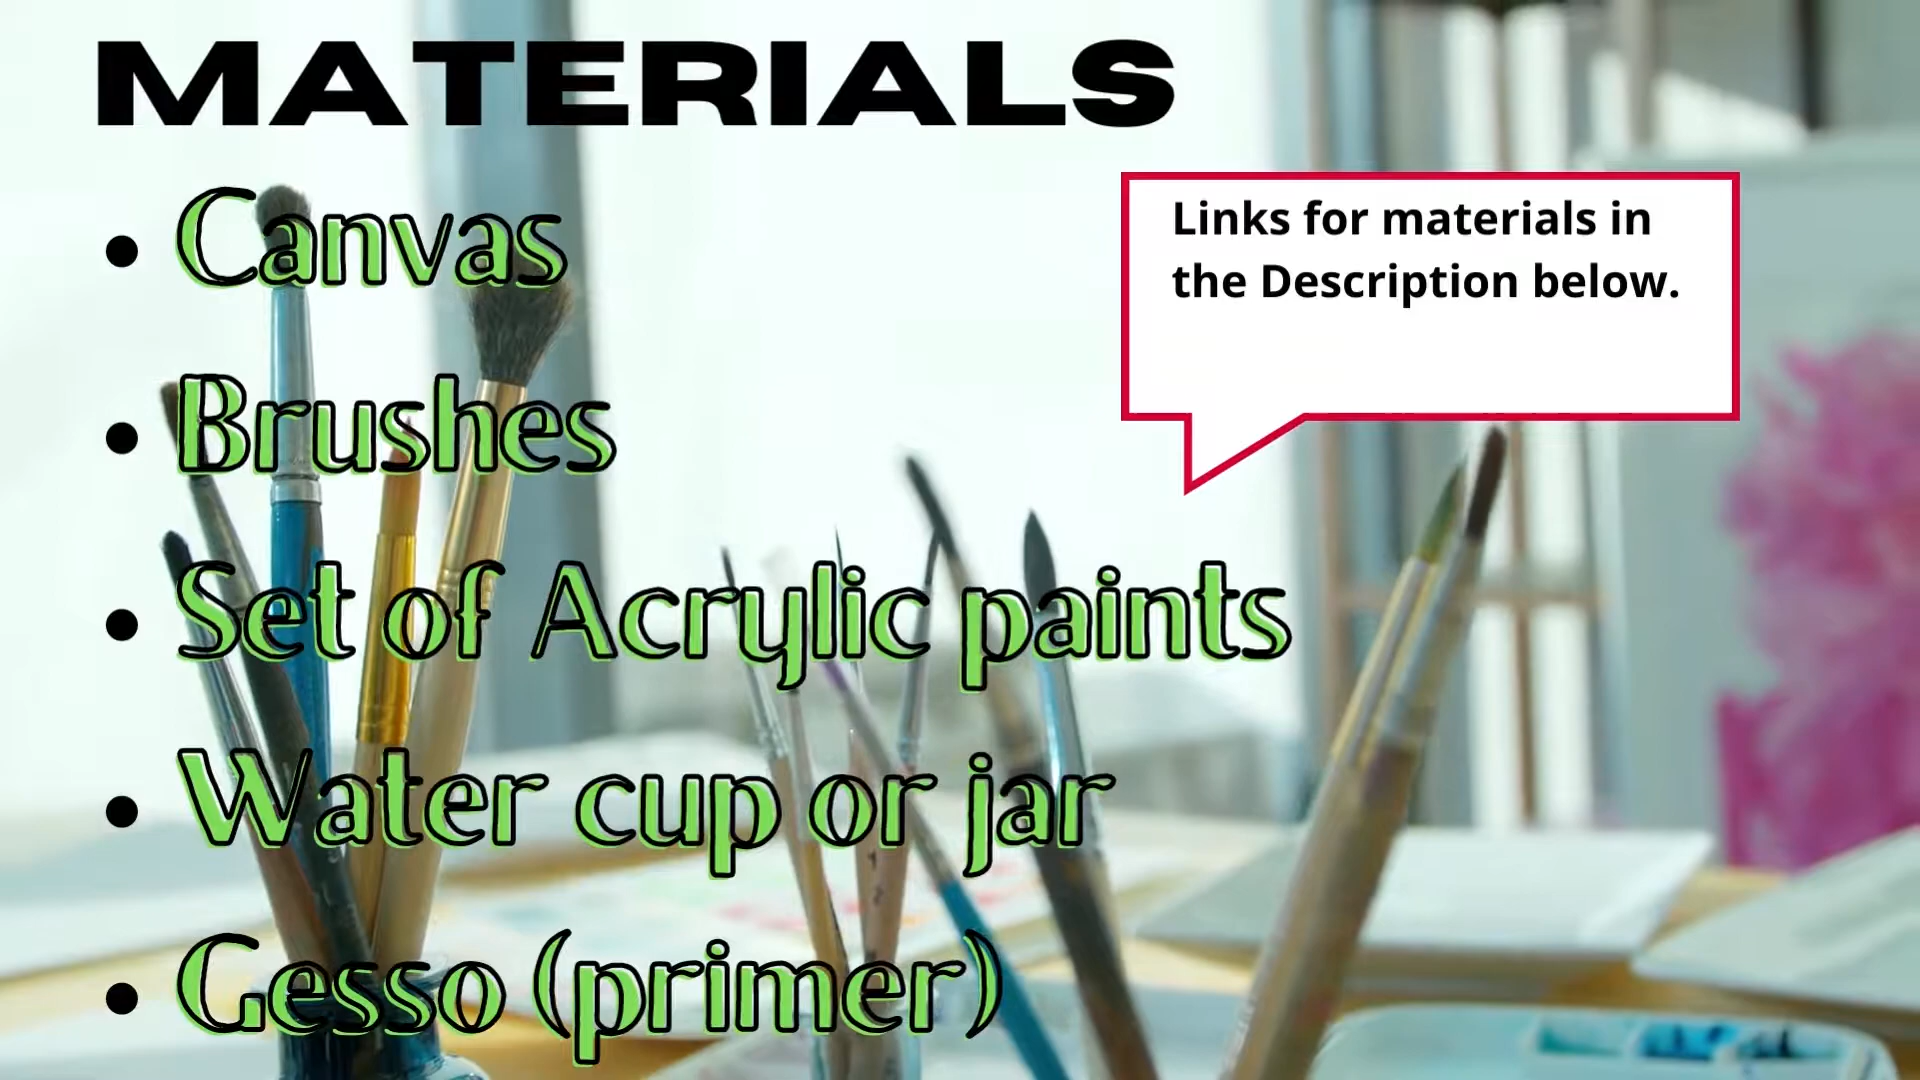 MATERIALS
• Canvas
• Brushes
• Set of Acrylic paints
• Water cup or jar
• Gesso (primer)
Links for materials in
the Description below.